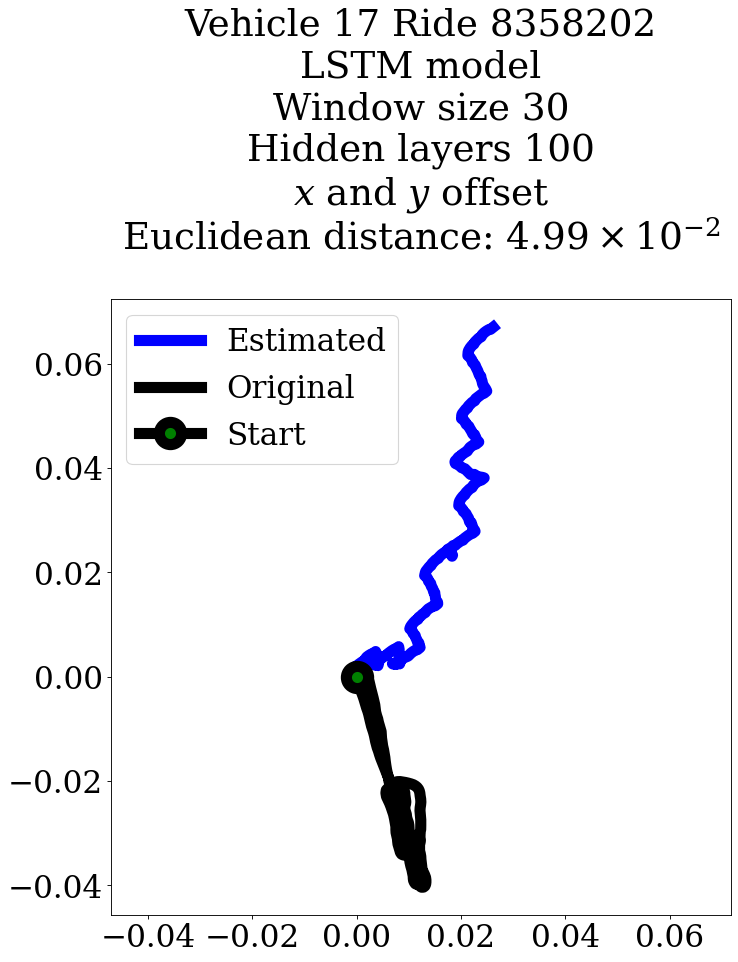 Vehicle 17 Ride 8358202
LSTM model
Window size 30
Hidden layers 100
x and y offset
Euclidean distance: 4.99 × 10⁻²
Estimated
Original
Start
0.06
0.04
0.02
0.00
−0.02
−0.04
−0.04 −0.02 0.00 0.02 0.04 0.06